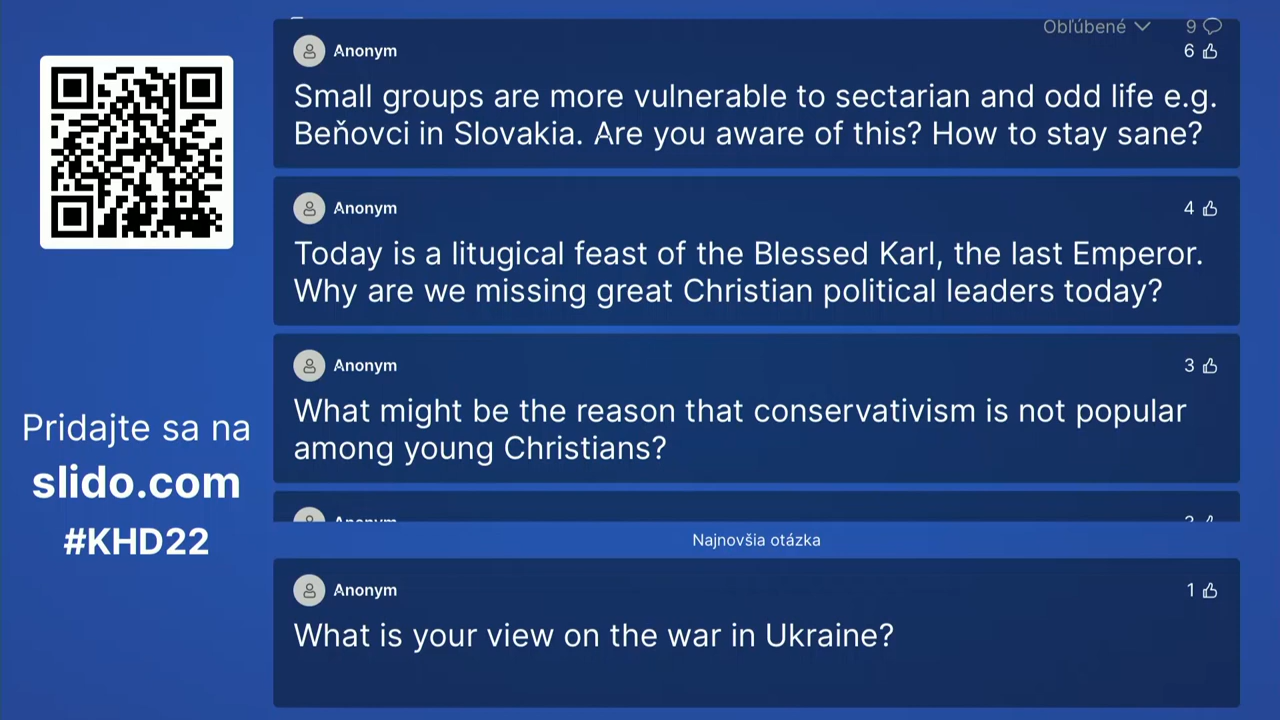 Obľúbené 9
Anonym 6
Small groups are more vulnerable to sectarian and odd life e.g.
Beňovci in Slovakia. Are you aware of this? How to stay sane?
Anonym 4
Today is a litugical feast of the Blessed Karl, the last Emperor.
Why are we missing great Christian political leaders today?
Anonym 3
What might be the reason that conservativism is not popular
among young Christians?
Anonym
Najnovšia otázka
Anonym 1
What is your view on the war in Ukraine?
Pridajte sa na
slido.com
#KHD22